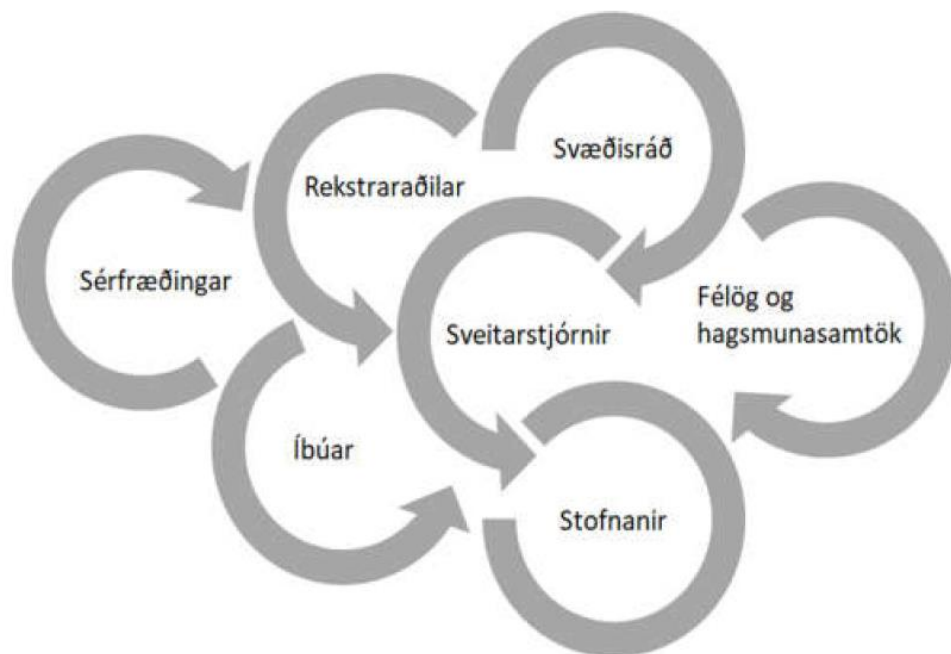 Svæðisráð
Rekstraraðilar
Sérfræðingar
Félög og
hagsmunasamtök
Sveitarstjórnir
Íbúar
Stofnanir